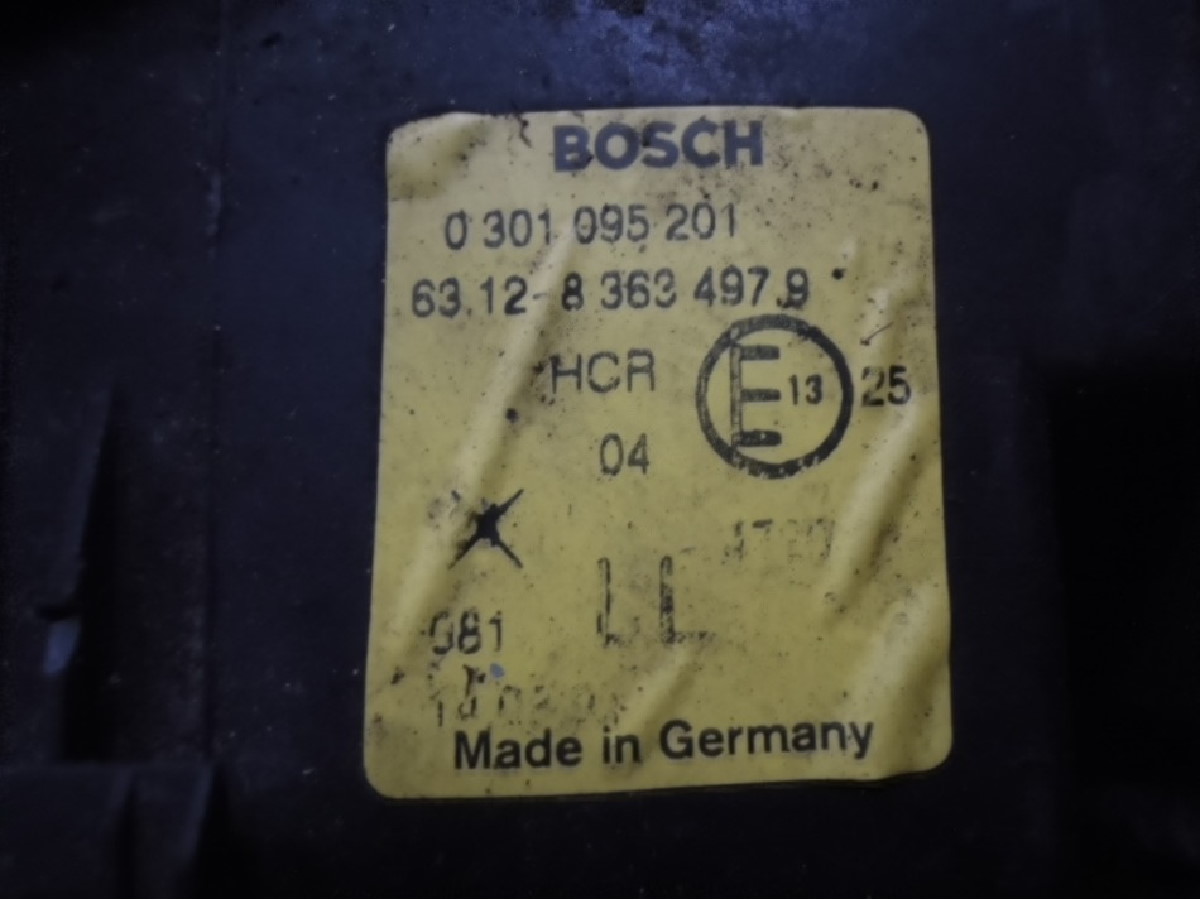 BOSCH
0 301 095 201
63.12-8 363 497.9
HCR
E 13 25
04
LL
081
Made in Germany